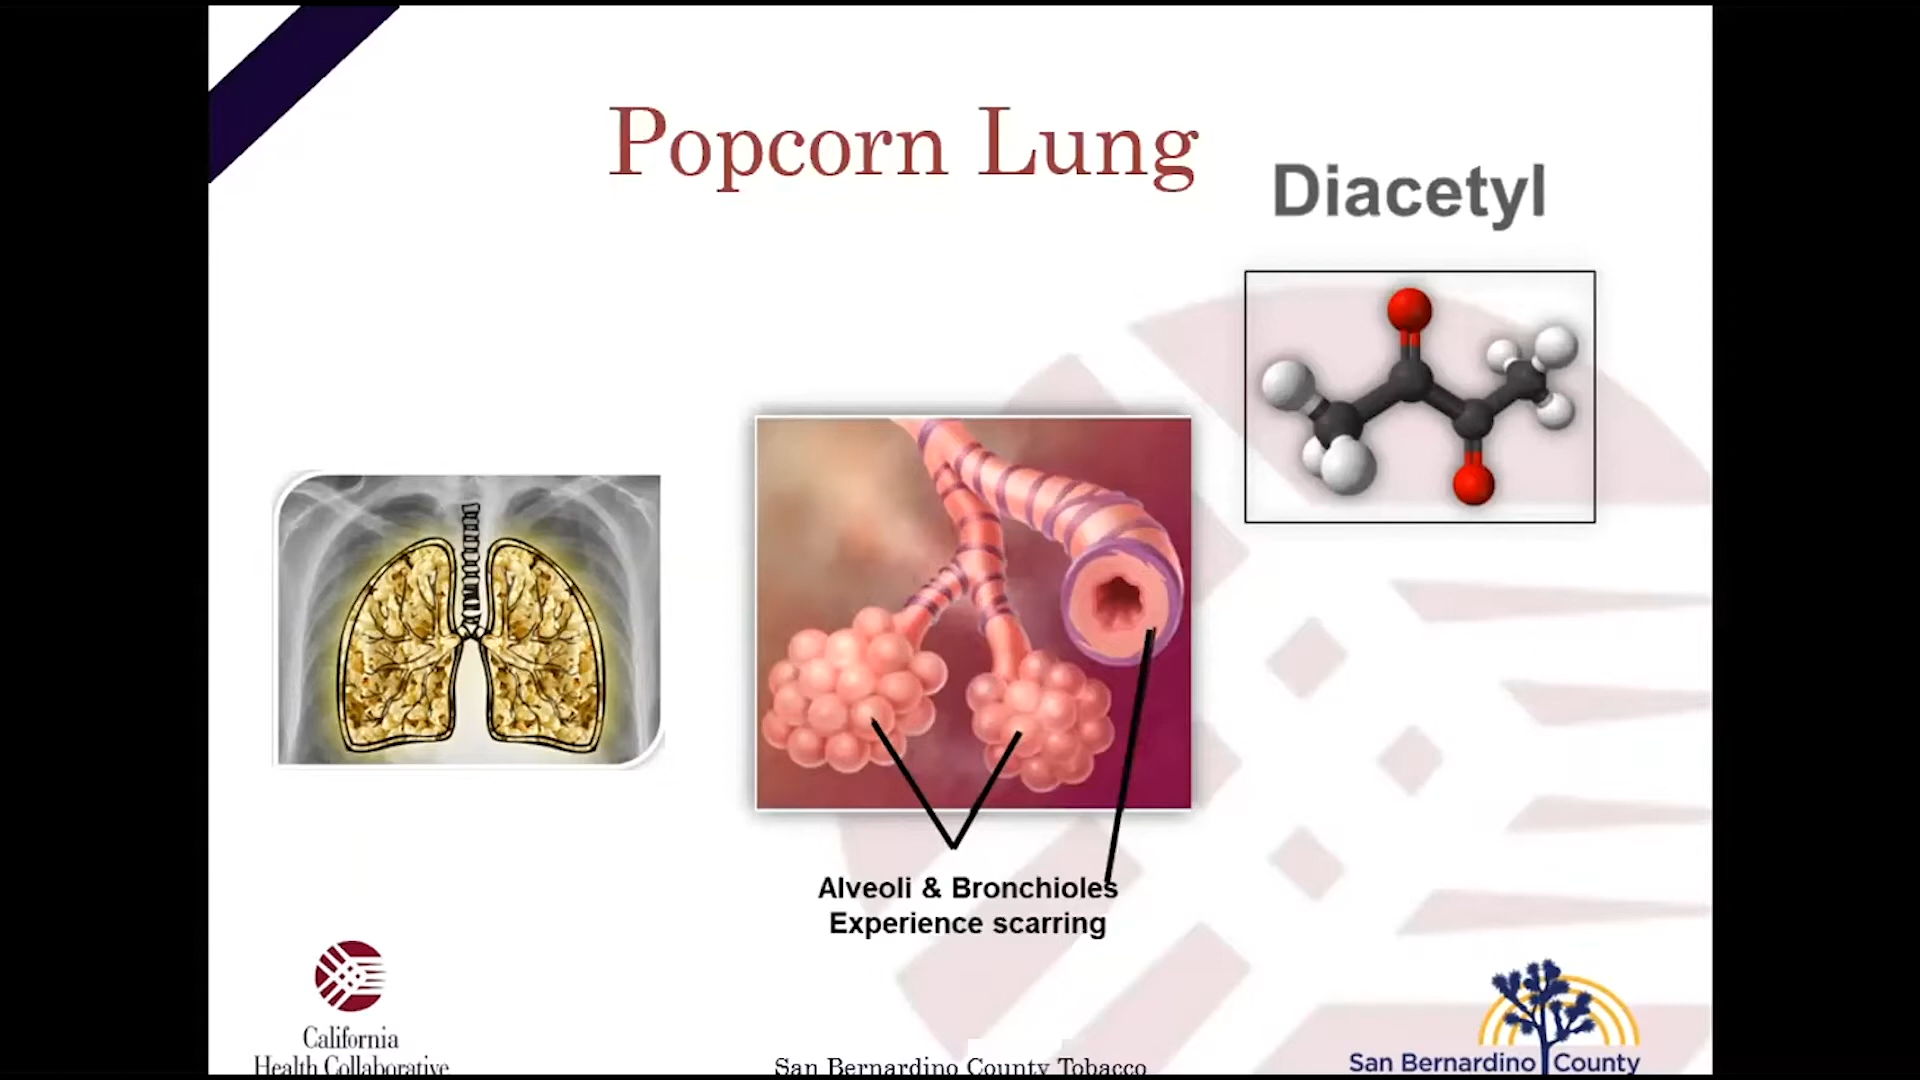 Popcorn Lung
Diacetyl
Alveoli & Bronchioles
Experience scarring
California
Health Collaborative
San Bernardino County Tobacco
San Bernardino County